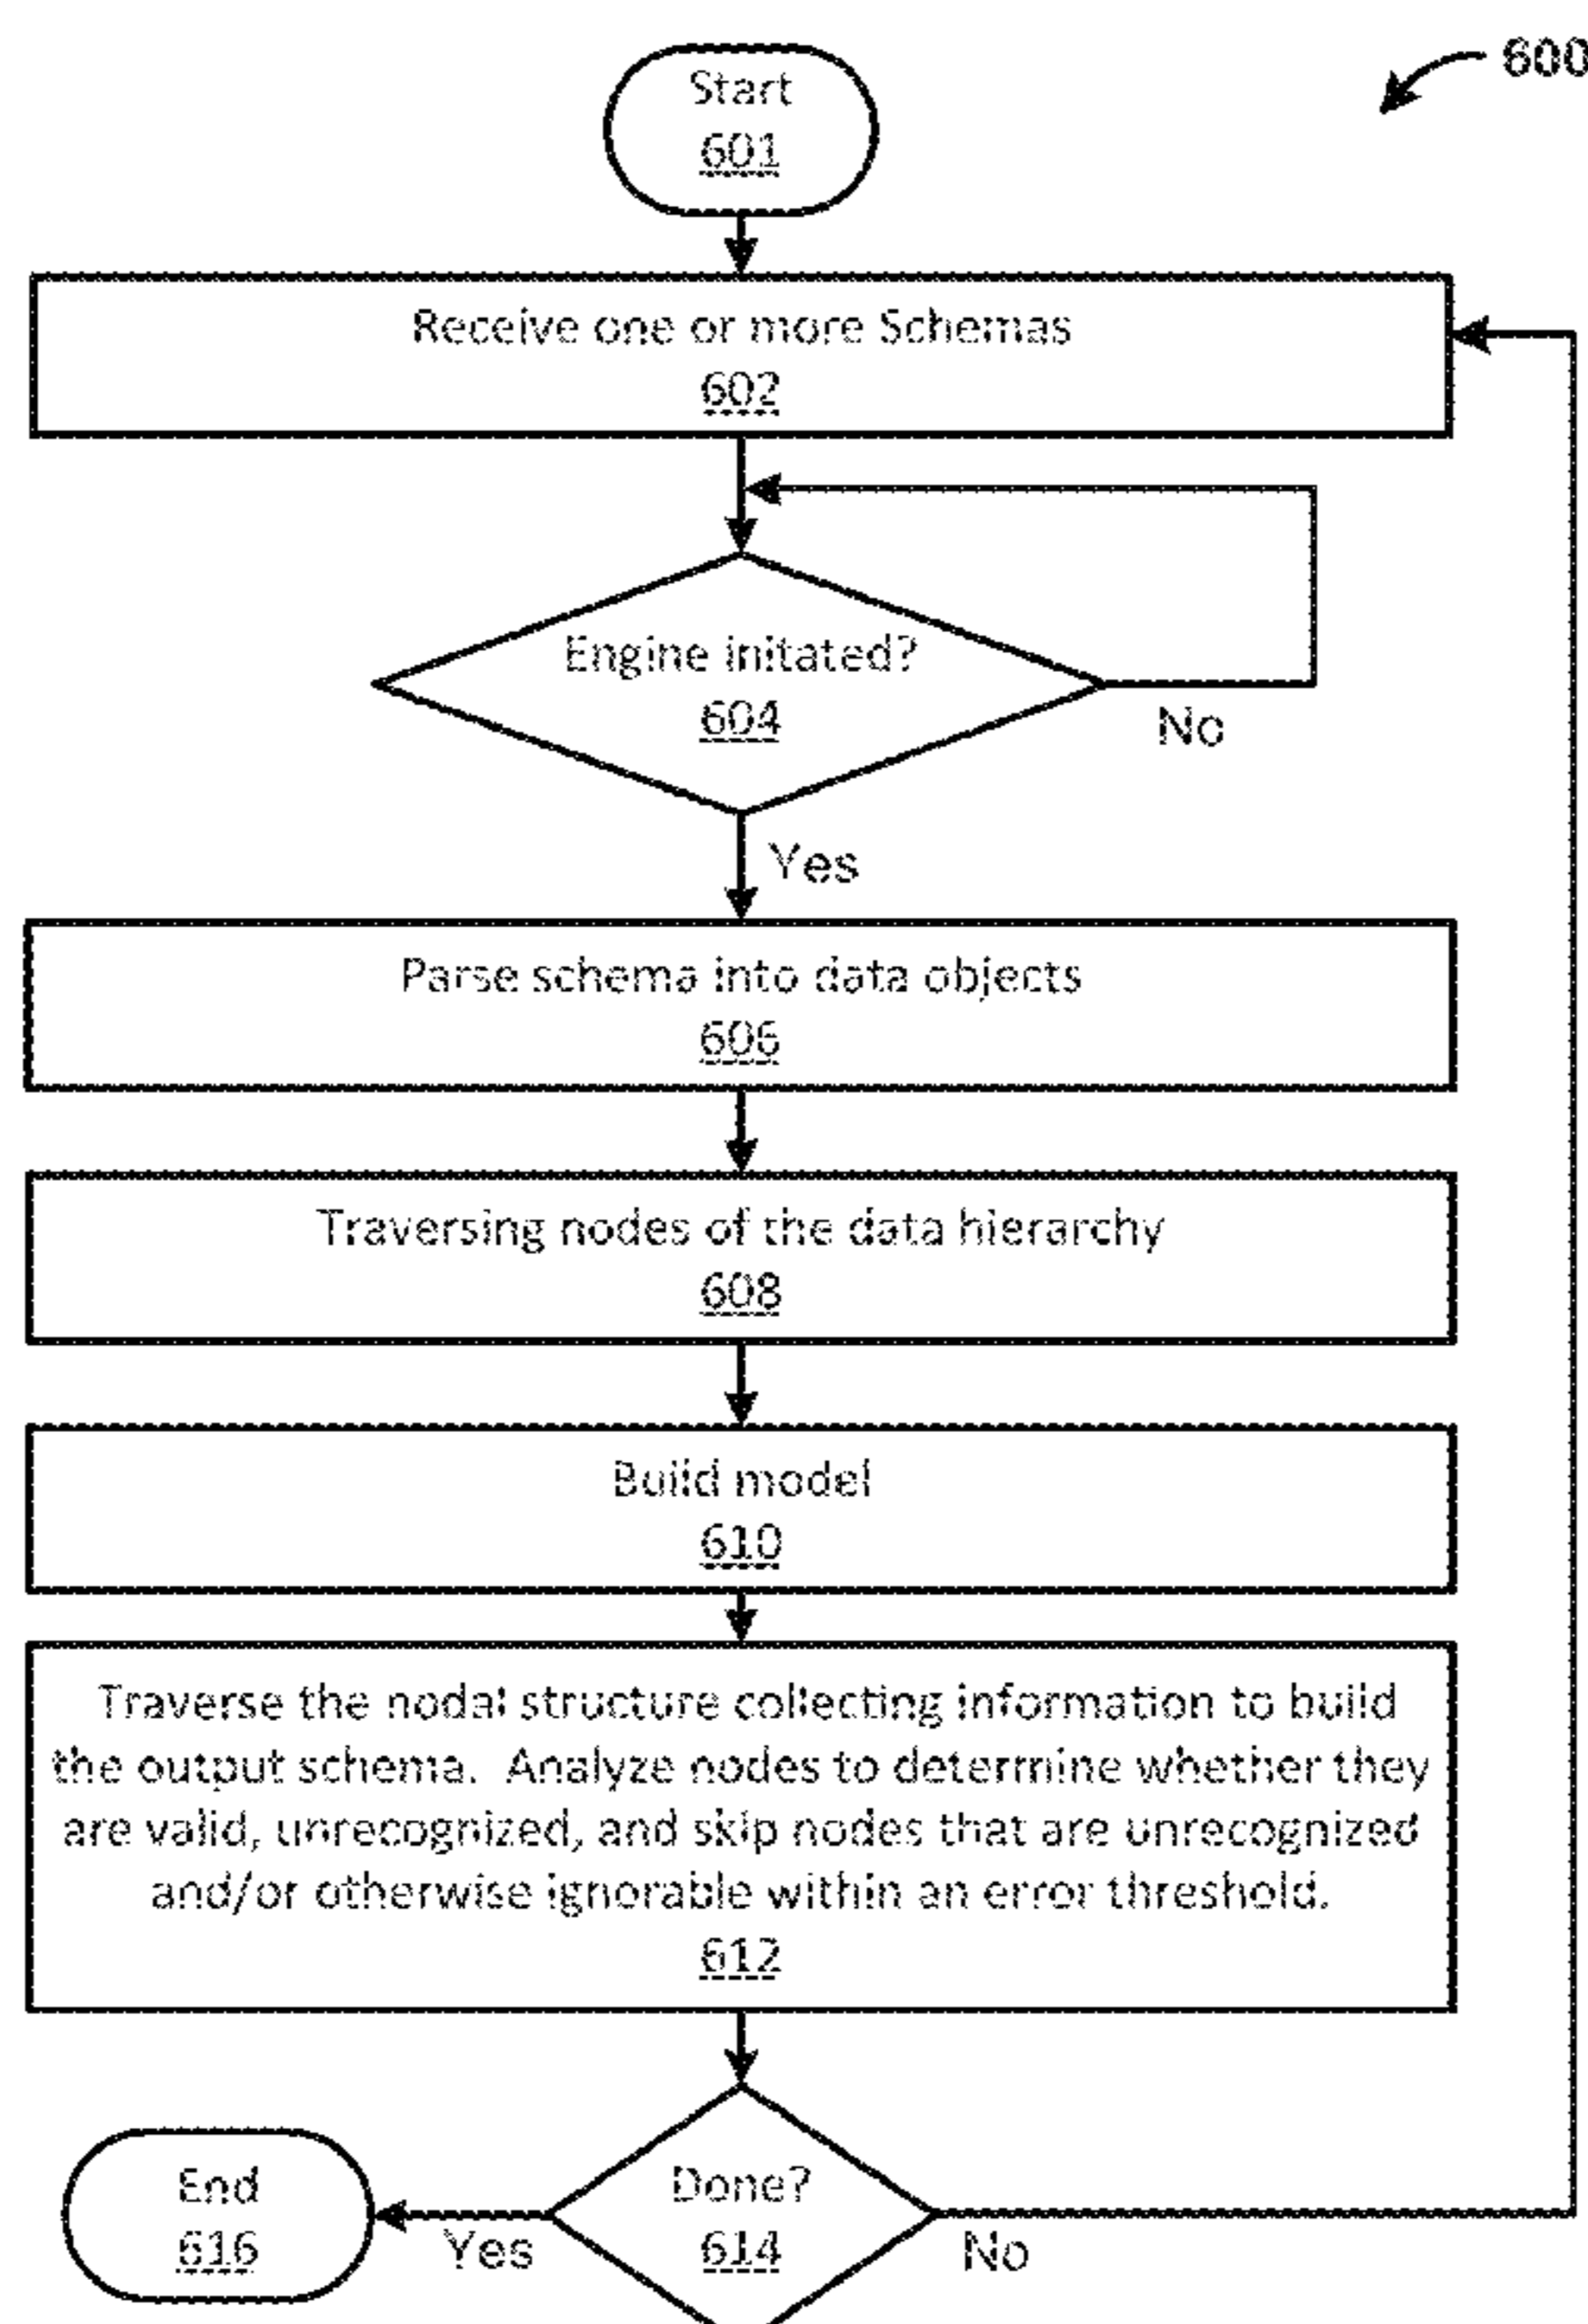 600
Start
601
Receive one or more Schemas
602
Engine initated?
604
No
Yes
Parse schema into data objects
606
Traversing nodes of the data hierarchy
608
Build model
610
Traverse the nodal structure collecting information to build
the output schema.  Analyze nodes to determine whether they
are valid, unrecognized, and skip nodes that are unrecognized
and/or otherwise ignorable within an error threshold.
612
End
616
Yes
Done?
614
No